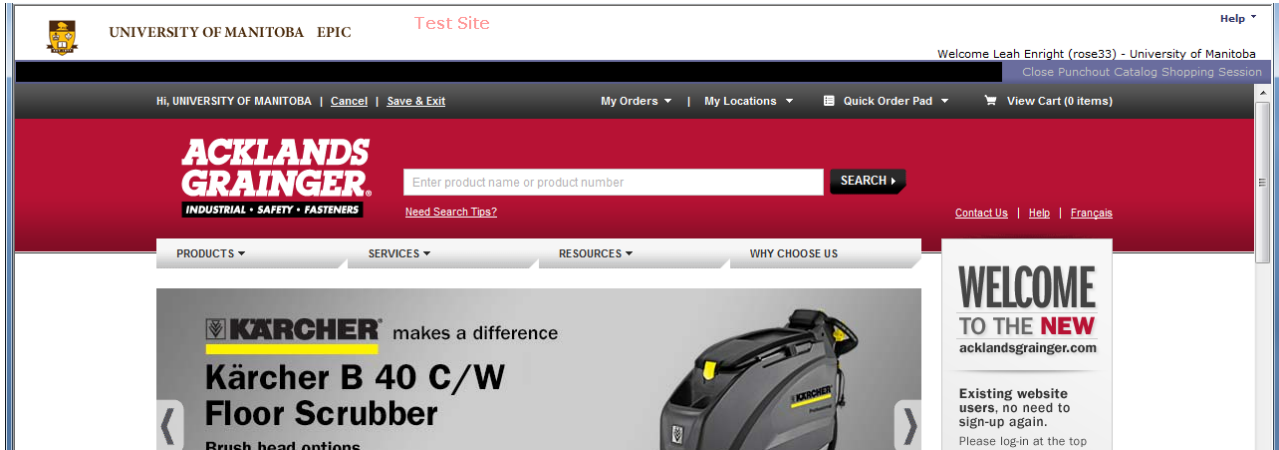 Test Site
Help
UNIVERSITY OF MANITOBA EPIC
Welcome Leah Enright (rose33) - University of Manitoba
Close Punchout Catalog Shopping Session
Hi, UNIVERSITY OF MANITOBA | Cancel | Save & Exit
My Orders | My Locations Quick Order Pad View Cart (0 items)
ACKLANDS
GRAINGER®
INDUSTRIAL • SAFETY • FASTENERS
Enter product name or product number
SEARCH
Need Search Tips?
Contact Us | Help | Français
PRODUCTS SERVICES RESOURCES WHY CHOOSE US
KÄRCHER® makes a difference
Kärcher B 40 C/W
Floor Scrubber
Brush head options
KÄRCHER
WELCOME
TO THE NEW
acklandsgrainger.com
Existing website
users, no need to
sign-up again.
Please log-in at the top